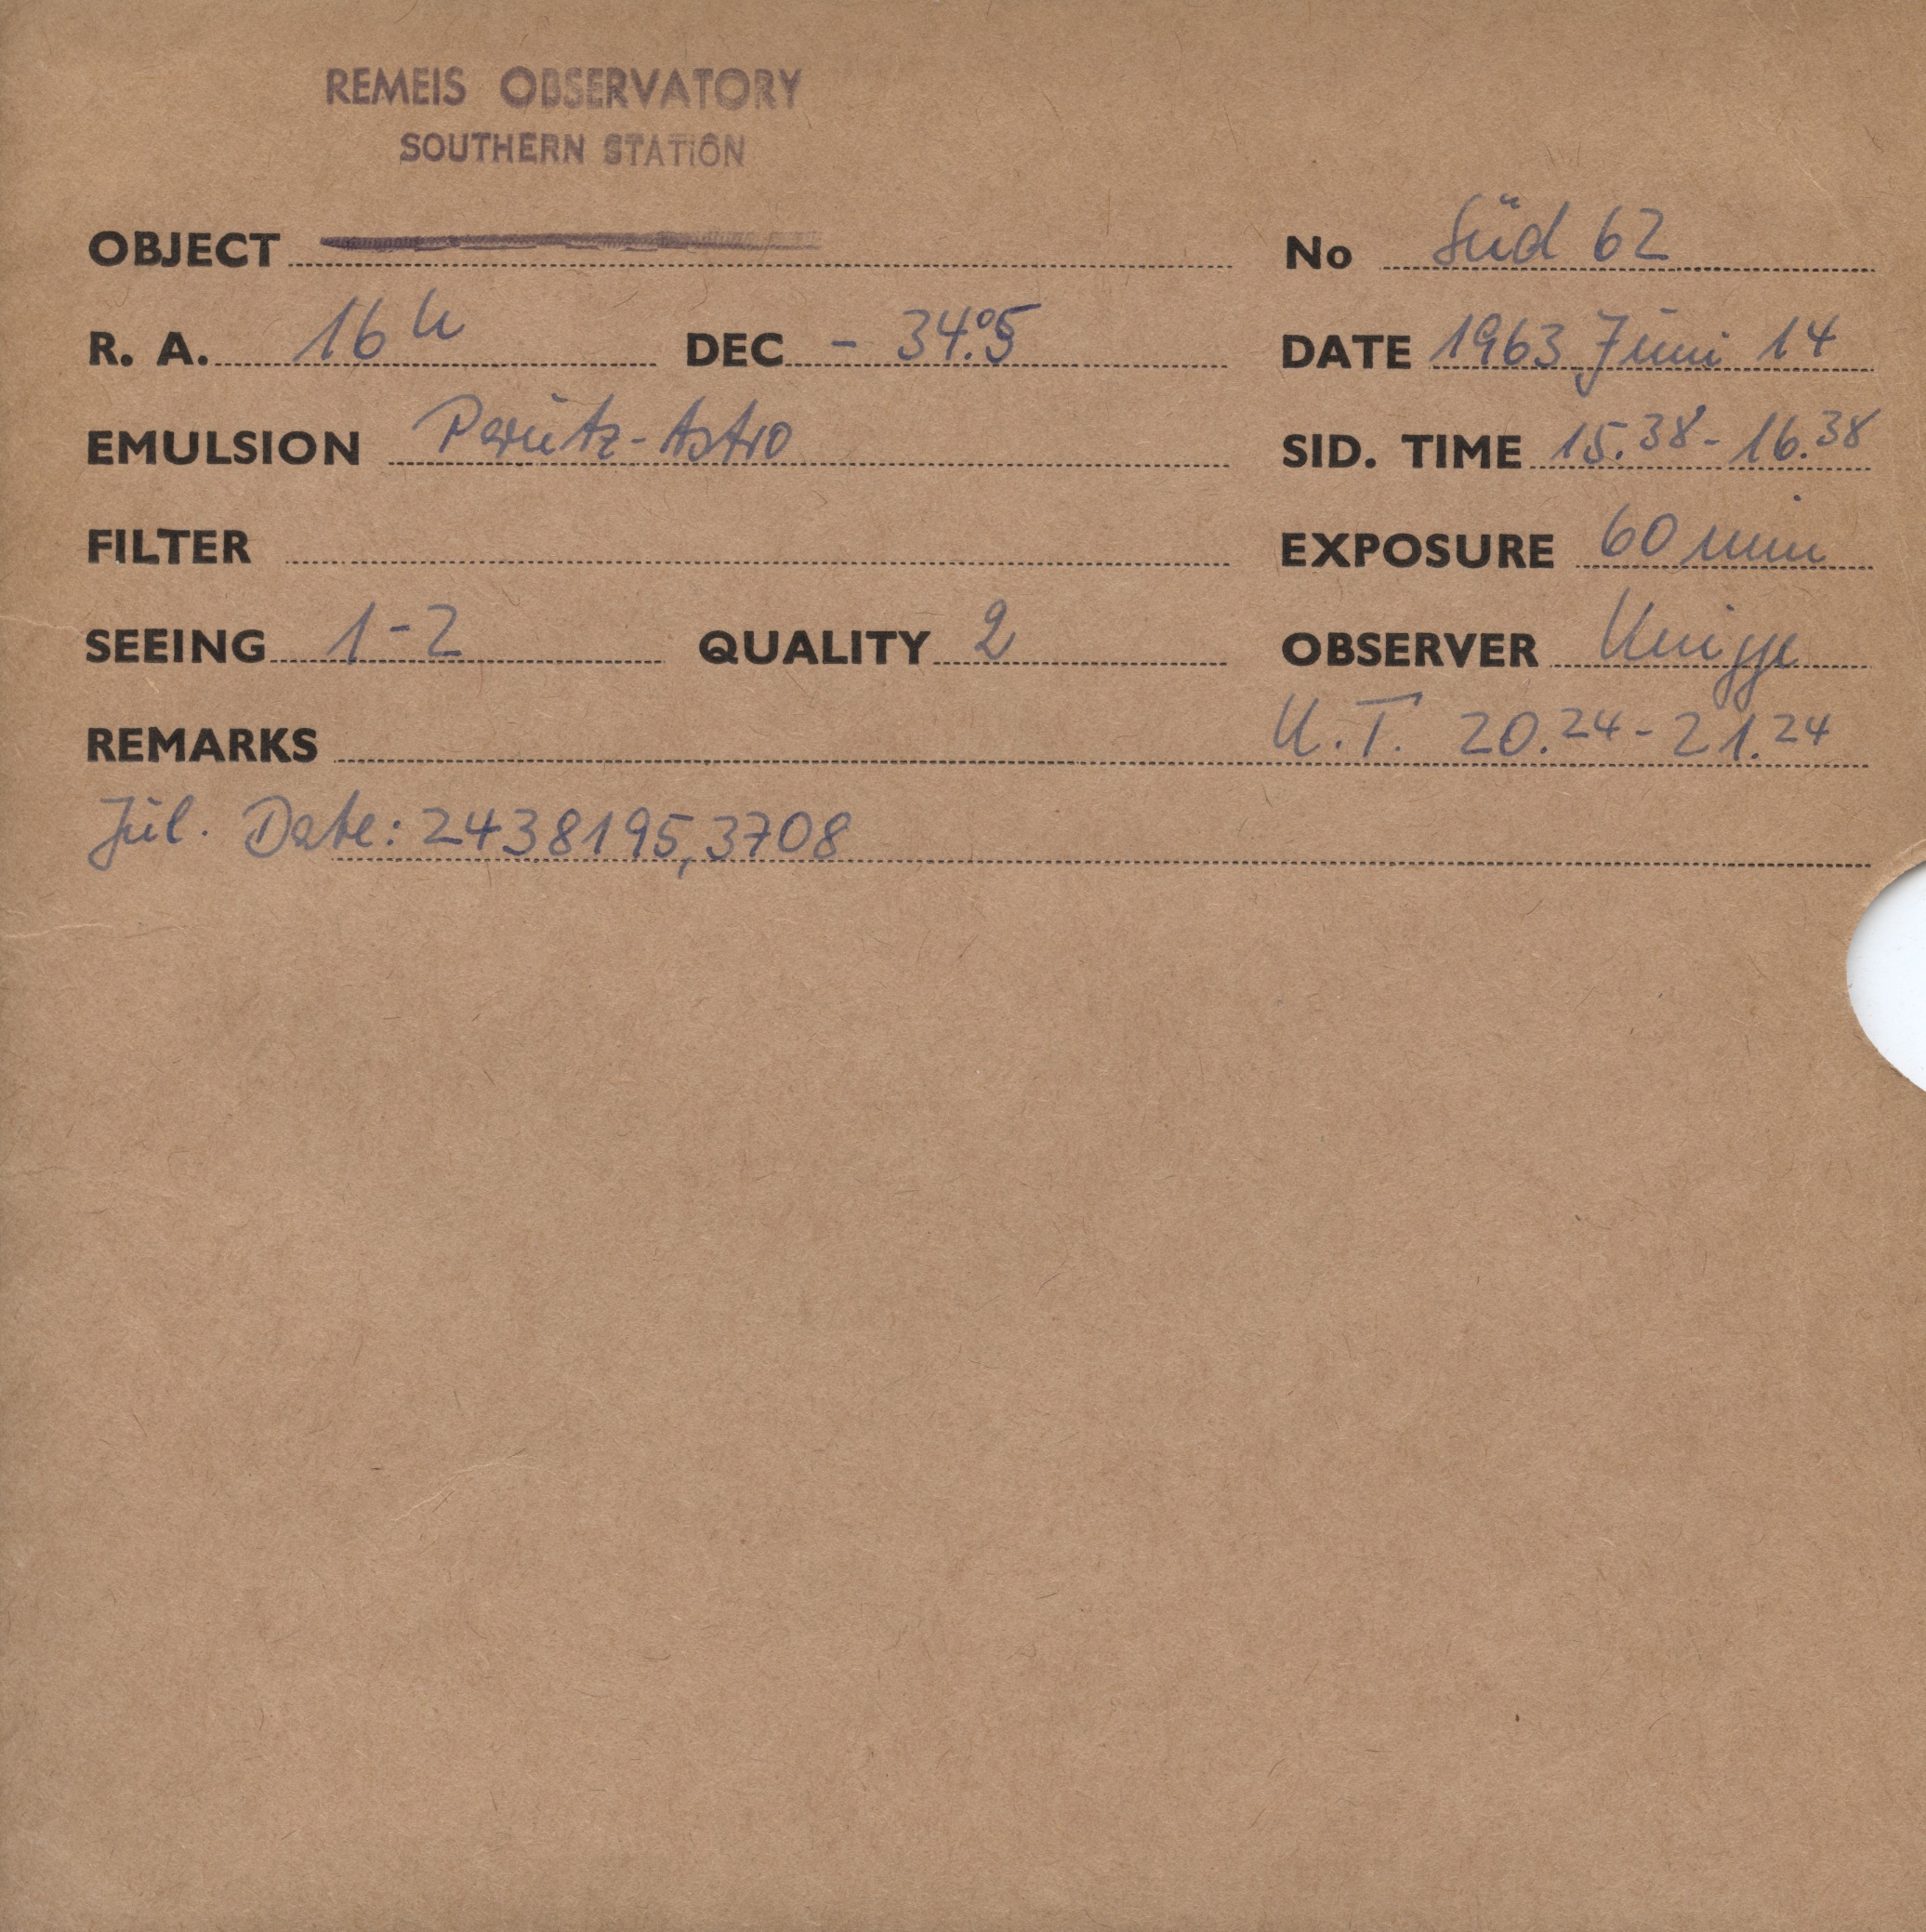 REMEIS OBSERVATORY
SOUTHERN STATION
OBJECT No Süd 62
R. A. 16 h DEC - 34°.5 DATE 1963 Juni 14
EMULSION Perutz-Astro SID. TIME 15.38 - 16.38
FILTER EXPOSURE 60 min
SEEING 1-2 QUALITY 2 OBSERVER Knigge
REMARKS U.T. 20.24 - 21.24
Jul. Date: 2438195,3708